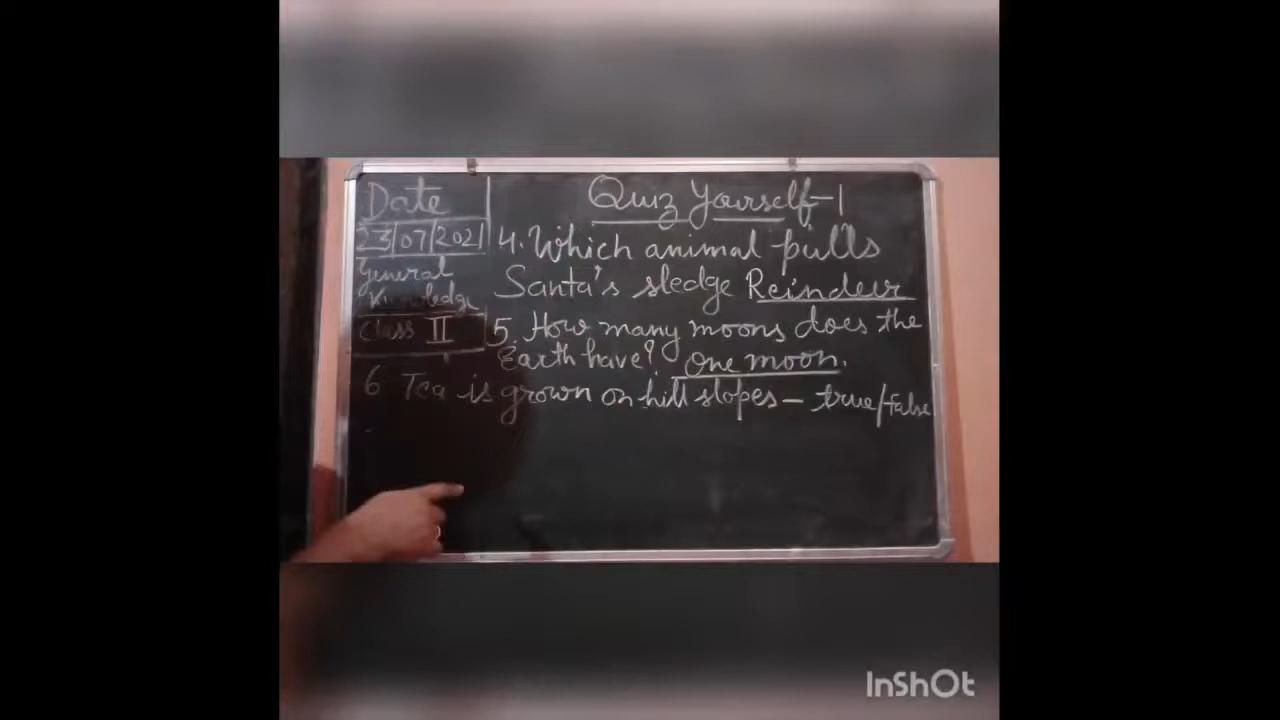 Date
23/07/2021
General
Knowledge
Class II
Quiz Yourself-1
4. Which animal pulls
Santa's sledge Reindeer
5. How many moons does the
Earth have? One moon.
6 Tea is grown on hill slopes - true/false
InShOt